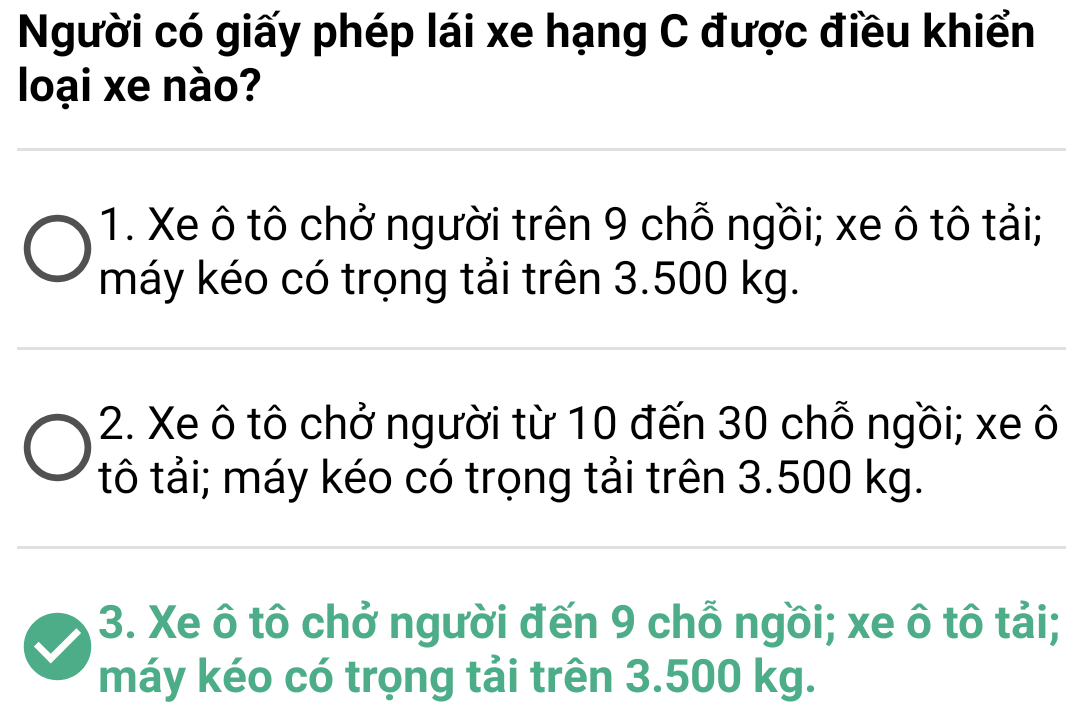 Người có giấy phép lái xe hạng C được điều khiển
loại xe nào?
1. Xe ô tô chở người trên 9 chỗ ngồi; xe ô tô tải;
máy kéo có trọng tải trên 3.500 kg.
2. Xe ô tô chở người từ 10 đến 30 chỗ ngồi; xe ô
tô tải; máy kéo có trọng tải trên 3.500 kg.
3. Xe ô tô chở người đến 9 chỗ ngồi; xe ô tô tải;
máy kéo có trọng tải trên 3.500 kg.